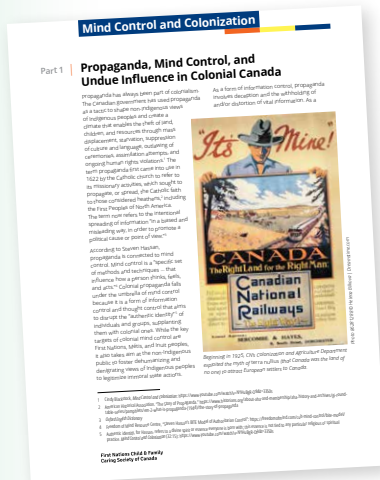 Mind Control and Colonization
Part 1
Propaganda, Mind Control, and
Undue Influence in Colonial Canada
propaganda has always been part of colonialism.
The Canadian government has used propaganda
as a tactic to shape non-Indigenous views
of Indigenous peoples and create a
climate that enables the theft of land,
children, and resources through mass
displacement, starvation, suppression
of culture and language, outlawing of
ceremonies, assimilation attempts, and
ongoing human rights violations. The
term propaganda first came into use in
1622 by the Catholic church to refer to
its missionary activities, which sought to
propagate, or spread, the Catholic faith
to those considered "heathens," including
the First Peoples of North America.
The term now refers to the intentional
spreading of information "in a biased and
misleading way, in order to promote a
political cause or point of view."
According to Steven Hassan,
propaganda is connected to mind
control. Mind control is a "specific set
of methods and techniques ... that
influence how a person thinks, feels,
and acts." Colonial propaganda falls
under the umbrella of mind control
because it is a form of information
control and thought control that aims
to disrupt the "authentic identity" of
individuals and groups, supplanting
them with colonial ones. While the key
targets of colonial mind control are
First Nations, Métis, and Inuit peoples,
it also takes aim at the non-Indigenous
public to foster dehumanizing and
denigrating views of Indigenous peoples
to legitimize immoral state actions.
As a form of information control, propaganda
involves deception and the withholding of
and/or distortion of vital information. As a
"It's Mine!
CANADA
The Right Land for the Right Man
Canadian
National
Railways
Beginning in 1925, CN's Colonization and Agriculture Department
expanded the myth of terra nullius (that Canada was the land of
no one) to attract European settlers to Canada.
First Nations Child & Family
Caring Society of Canada